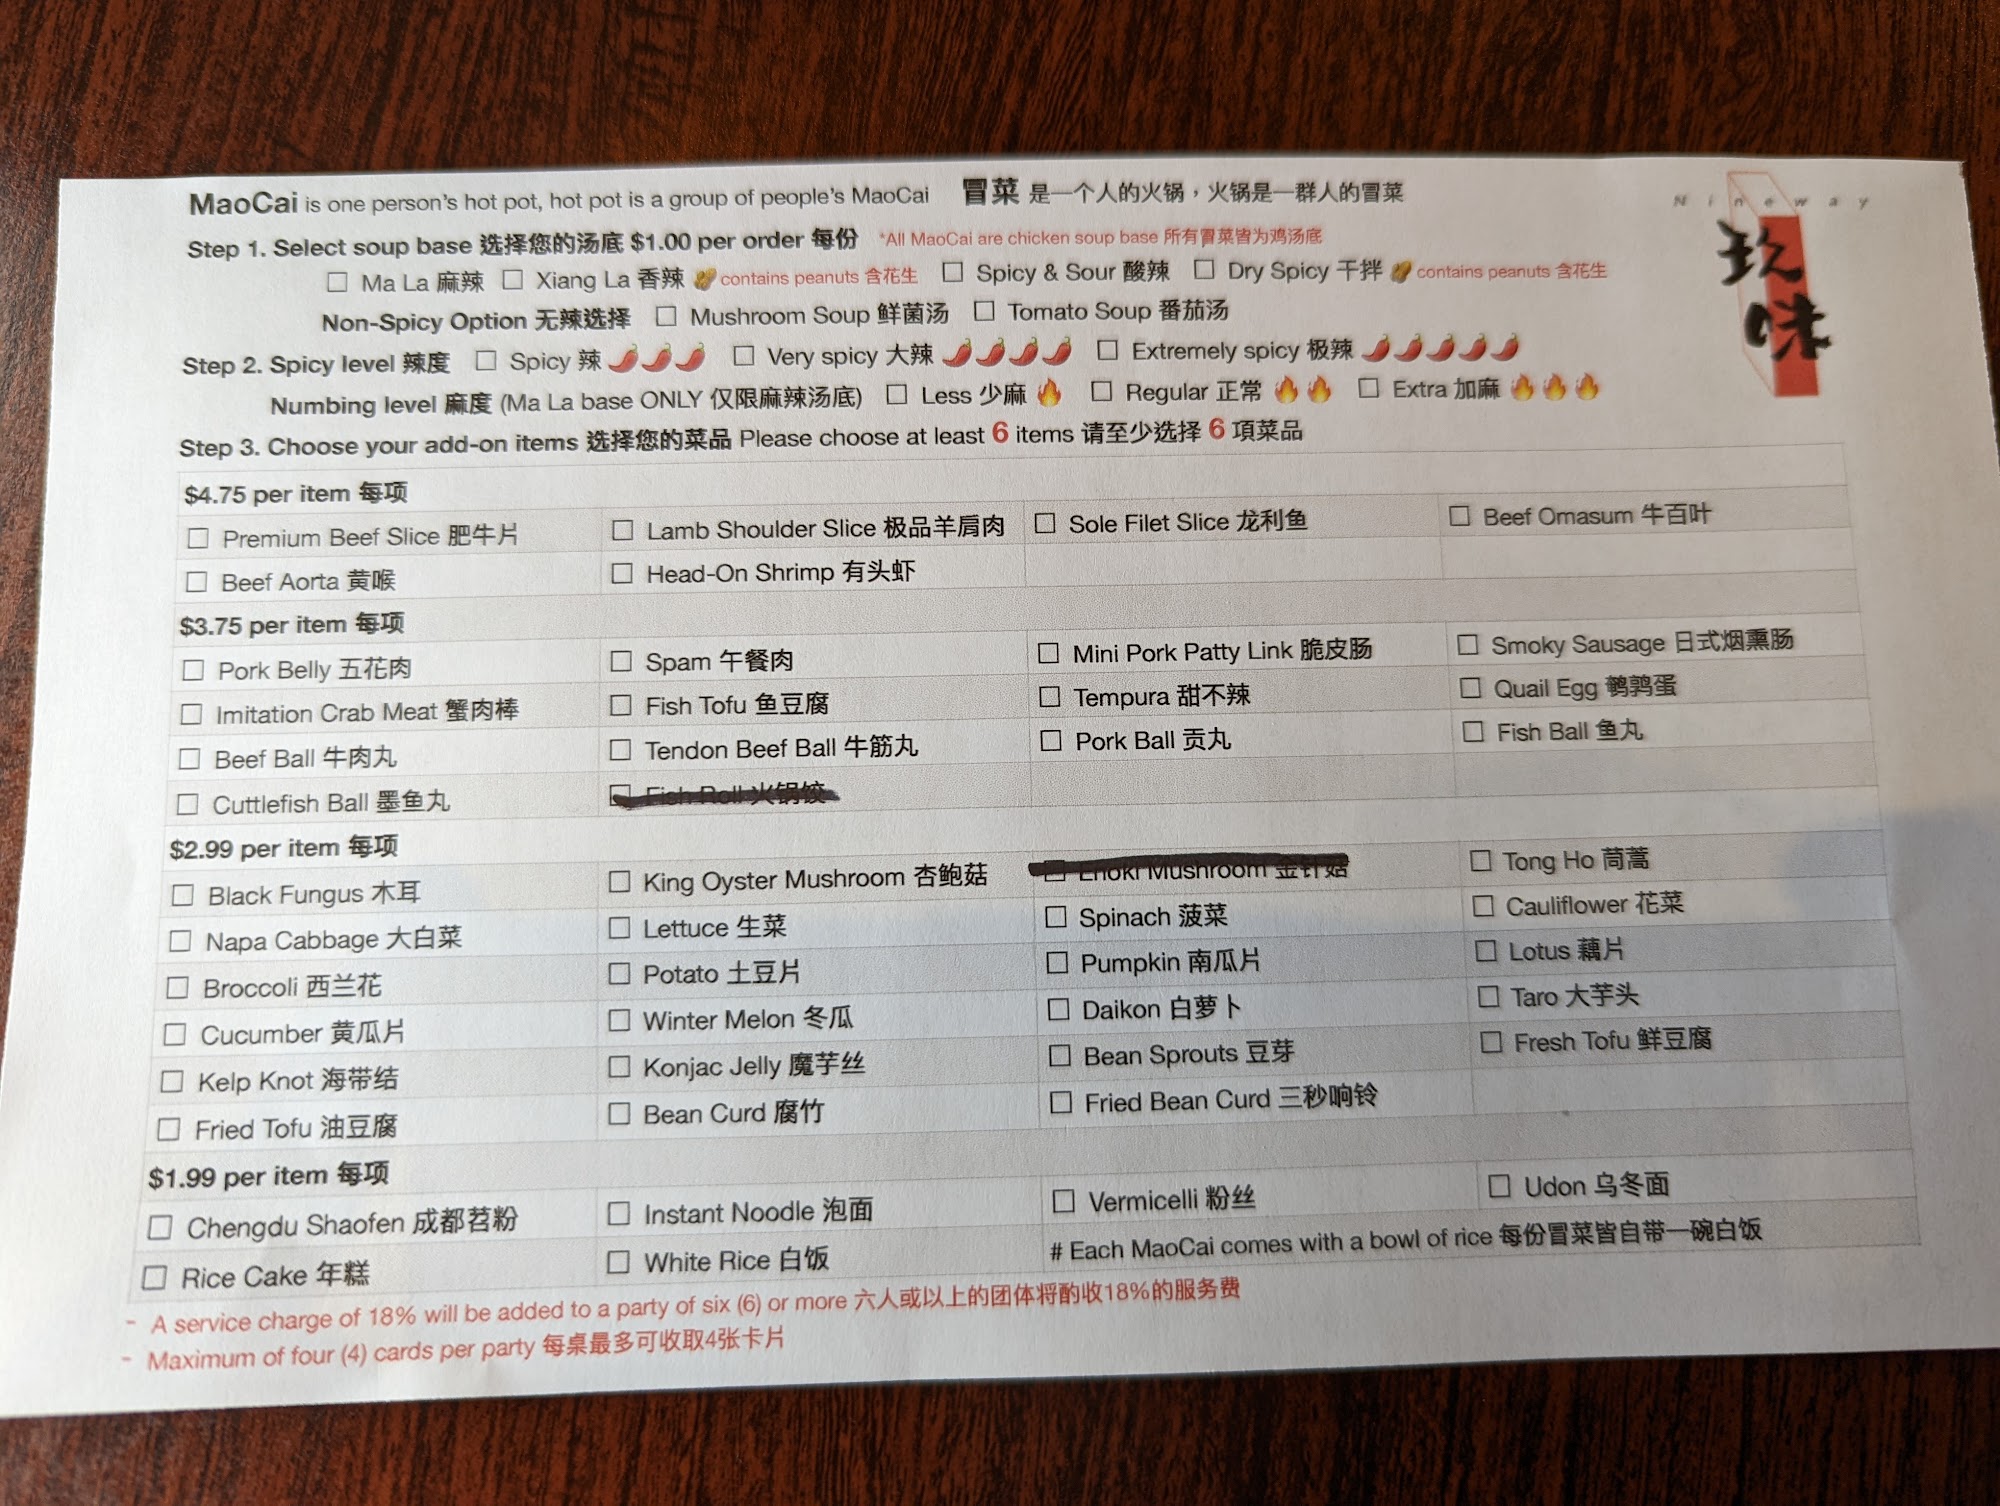 MaoCai is one person's hot pot, hot pot is a group of people's MaoCai 冒菜 是一个人的火锅，火锅是一群人的冒菜
Nineway
玖味
Step 1. Select soup base 选择您的汤底 $1.00 per order 每份 *All MaoCai are chicken soup base 所有冒菜皆为鸡汤底
☐ Ma La 麻辣 ☐ Xiang La 香辣 🥜 contains peanuts 含花生 ☐ Spicy & Sour 酸辣 ☐ Dry Spicy 干拌 🥜 contains peanuts 含花生
Non-Spicy Option 无辣选择 ☐ Mushroom Soup 鲜菌汤 ☐ Tomato Soup 番茄汤
Step 2. Spicy level 辣度 ☐ Spicy 辣 🌶🌶🌶 ☐ Very spicy 大辣 🌶🌶🌶🌶 ☐ Extremely spicy 极辣 🌶🌶🌶🌶🌶
Numbing level 麻度 (Ma La base ONLY 仅限麻辣汤底) ☐ Less 少麻 🔥 ☐ Regular 正常 🔥🔥 ☐ Extra 加麻 🔥🔥🔥
Step 3. Choose your add-on items 选择您的菜品 Please choose at least 6 items 请至少选择 6 項菜品
$4.75 per item 每项
☐ Premium Beef Slice 肥牛片 ☐ Lamb Shoulder Slice 极品羊肩肉 ☐ Sole Filet Slice 龙利鱼 ☐ Beef Omasum 牛百叶
☐ Beef Aorta 黄喉 ☐ Head-On Shrimp 有头虾
$3.75 per item 每项
☐ Pork Belly 五花肉 ☐ Spam 午餐肉 ☐ Mini Pork Patty Link 脆皮肠 ☐ Smoky Sausage 日式烟熏肠
☐ Imitation Crab Meat 蟹肉棒 ☐ Fish Tofu 鱼豆腐 ☐ Tempura 甜不辣 ☐ Quail Egg 鹌鹑蛋
☐ Beef Ball 牛肉丸 ☐ Tendon Beef Ball 牛筋丸 ☐ Pork Ball 贡丸 ☐ Fish Ball 鱼丸
☐ Cuttlefish Ball 墨鱼丸 ☐ Fish Roll 火锅饺
$2.99 per item 每项
☐ Black Fungus 木耳 ☐ King Oyster Mushroom 杏鲍菇 ☐ Enoki Mushroom 金针菇 ☐ Tong Ho 茼蒿
☐ Napa Cabbage 大白菜 ☐ Lettuce 生菜 ☐ Spinach 菠菜 ☐ Cauliflower 花菜
☐ Broccoli 西兰花 ☐ Potato 土豆片 ☐ Pumpkin 南瓜片 ☐ Lotus 藕片
☐ Cucumber 黄瓜片 ☐ Winter Melon 冬瓜 ☐ Daikon 白萝卜 ☐ Taro 大芋头
☐ Kelp Knot 海带结 ☐ Konjac Jelly 魔芋丝 ☐ Bean Sprouts 豆芽 ☐ Fresh Tofu 鲜豆腐
☐ Fried Tofu 油豆腐 ☐ Bean Curd 腐竹 ☐ Fried Bean Curd 三秒响铃
$1.99 per item 每项
☐ Chengdu Shaofen 成都苕粉 ☐ Instant Noodle 泡面 ☐ Vermicelli 粉丝 ☐ Udon 乌冬面
☐ Rice Cake 年糕 ☐ White Rice 白饭 # Each MaoCai comes with a bowl of rice 每份冒菜皆自带一碗白饭
- A service charge of 18% will be added to a party of six (6) or more 六人或以上的团体将酌收18%的服务费
- Maximum of four (4) cards per party 每桌最多可收取4张卡片